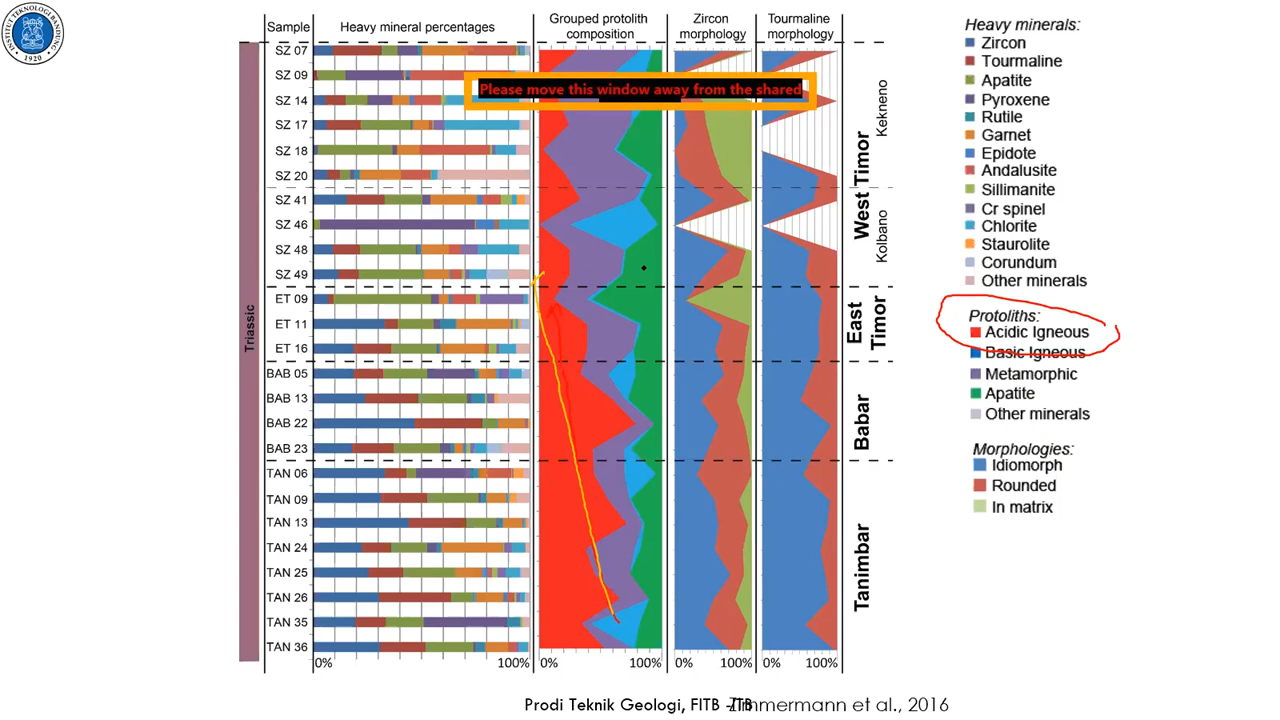 INSTITUT TEKNOLOGI BANDUNG
1920
Sample
Heavy mineral percentages
Grouped protolith
composition
Zircon
morphology
Tourmaline
morphology
Triassic
SZ 07
SZ 09
SZ 14
SZ 17
SZ 18
SZ 20
SZ 41
SZ 46
SZ 48
SZ 49
ET 09
ET 11
ET 16
BAB 05
BAB 13
BAB 22
BAB 23
TAN 06
TAN 09
TAN 13
TAN 24
TAN 25
TAN 26
TAN 35
TAN 36
0%
100%
0%
100%
0%
100%
0%
100%
Please move this window away from the shared
West Timor
Kekneno
Kolbano
East
Timor
Babar
Tanimbar
Heavy minerals:
Zircon
Tourmaline
Apatite
Pyroxene
Rutile
Garnet
Epidote
Andalusite
Sillimanite
Cr spinel
Chlorite
Staurolite
Corundum
Other minerals
Protoliths:
Acidic Igneous
Basic Igneous
Metamorphic
Apatite
Other minerals
Morphologies:
Idiomorph
Rounded
In matrix
Prodi Teknik Geologi, FITB - ITB
Zimmermann et al., 2016